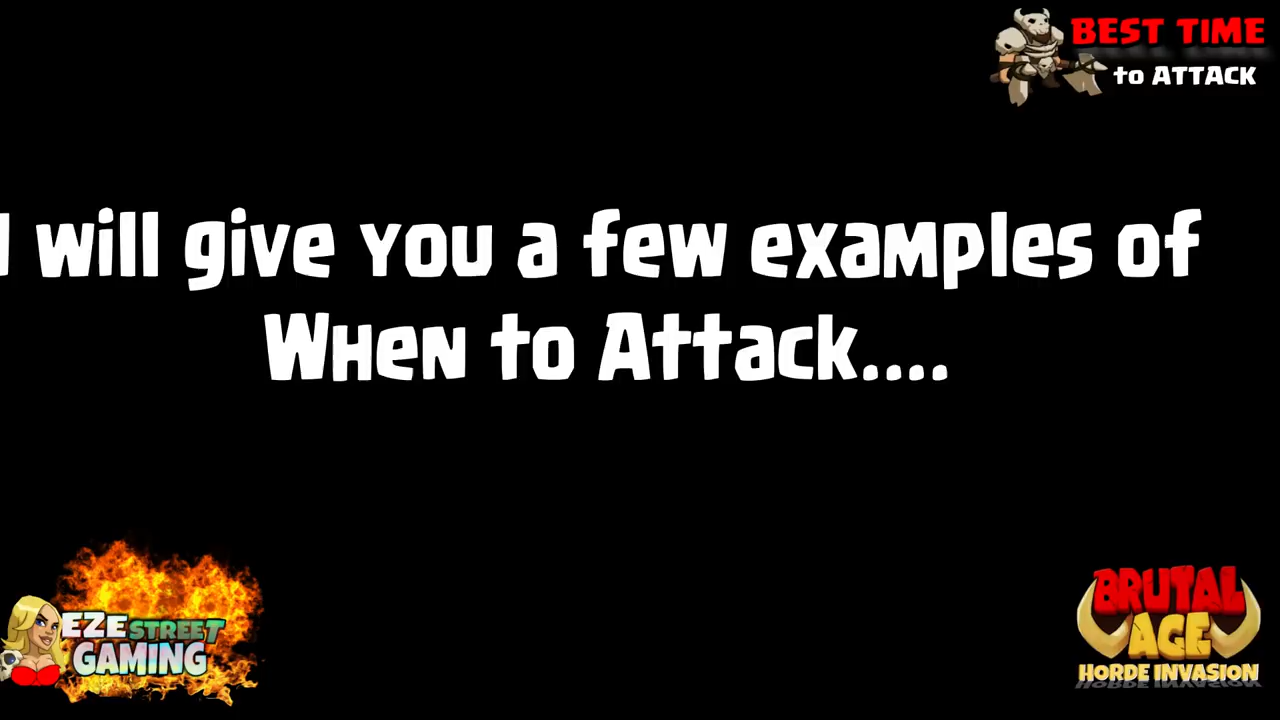 BEST TIME
to ATTACK
I will give you a few examples of
When to Attack....
EZE STREET
GAMING
BRUTAL
AGE
HORDE INVASION